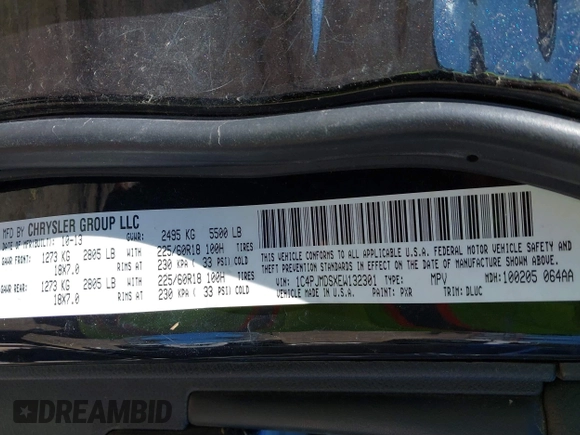 MFD BY CHRYSLER GROUP LLC
DATE OF MFR(BUILT): 10-13 GVWR: 2495 KG 5500 LB
GAWR FRONT: 1273 KG 2805 LB WITH 225/60R18 100H TIRES
18X7.0 RIMS AT 230 KPA ( 33 PSI) COLD
GAWR REAR: 1273 KG 2805 LB WITH 225/60R18 100H TIRES
18X7.0 RIMS AT 230 KPA ( 33 PSI) COLD
THIS VEHICLE CONFORMS TO ALL APPLICABLE U.S.A. FEDERAL MOTOR VEHICLE SAFETY AND
THEFT PREVENTION STANDARDS IN EFFECT ON THE DATE OF MANUFACTURE SHOWN ABOVE.
VIN: 1C4PJMDSXEW132301 TYPE: MPV MDH: 100205 064AA
MADE IN U.S.A. PAINT: PXR TRIM: DLUC
DREAMBID